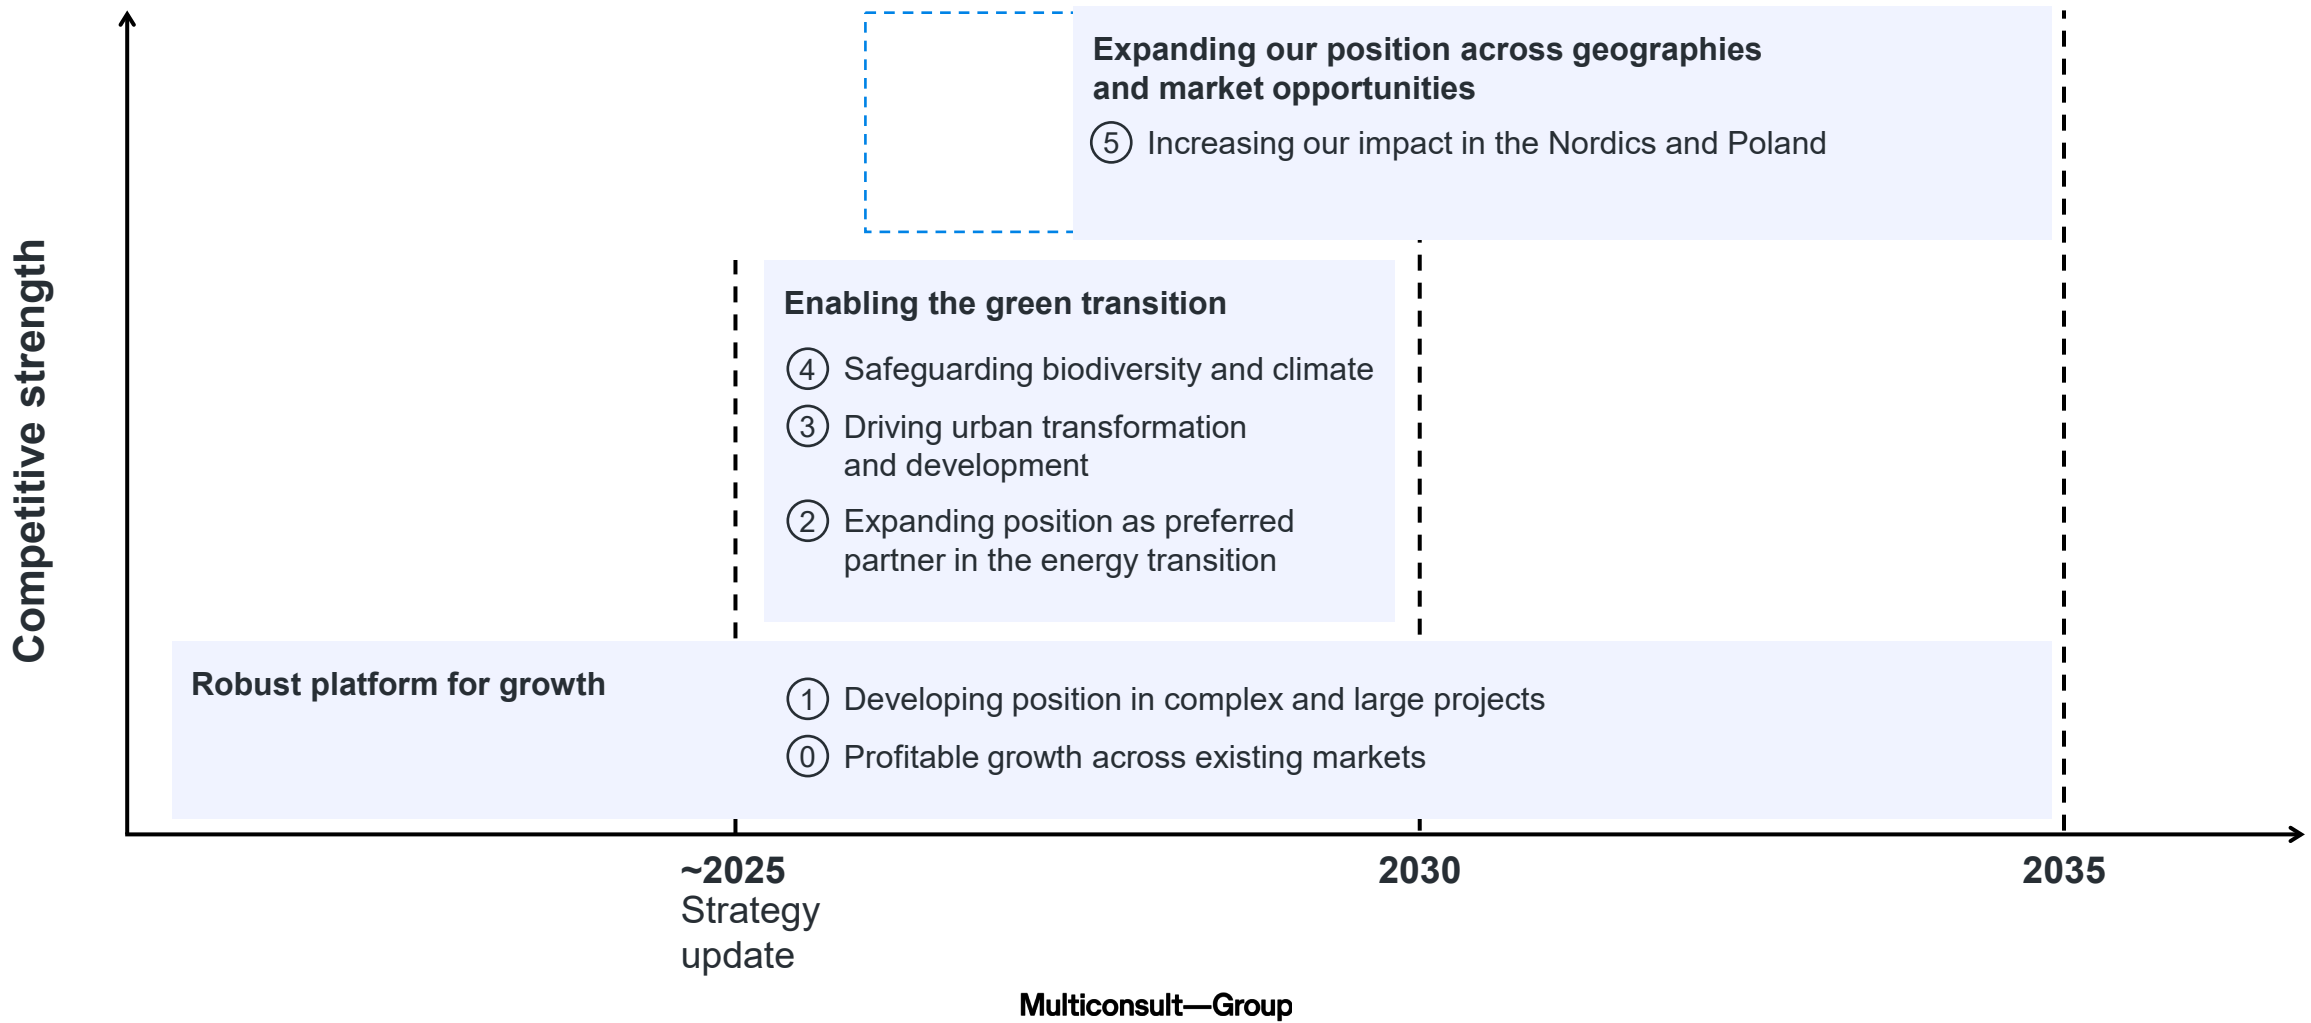 Competitive strength
Expanding our position across geographies
and market opportunities
5 Increasing our impact in the Nordics and Poland
Enabling the green transition
4 Safeguarding biodiversity and climate
3 Driving urban transformation
and development
2 Expanding position as preferred
partner in the energy transition
Robust platform for growth
1 Developing position in complex and large projects
0 Profitable growth across existing markets
~2025
Strategy
update
2030
2035
Multiconsult—Group